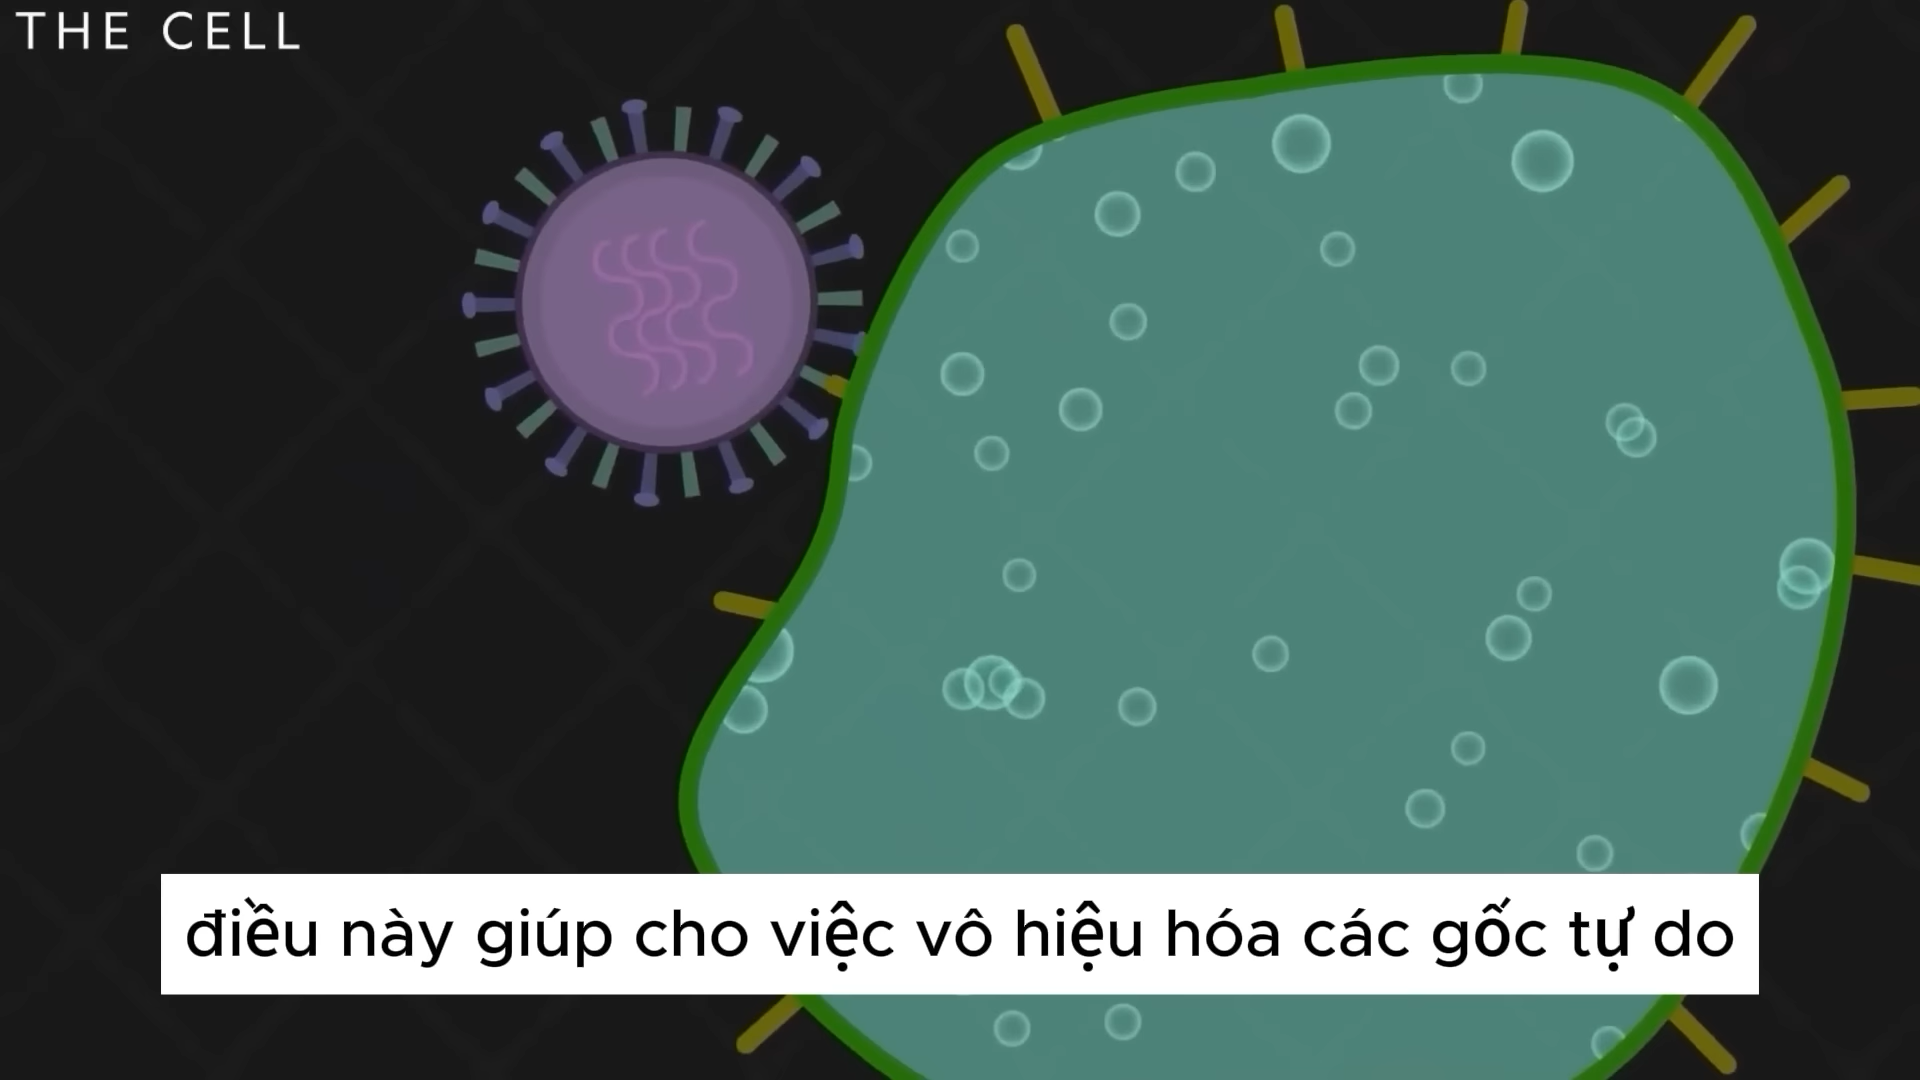 THE CELL
điều này giúp cho việc vô hiệu hóa các gốc tự do